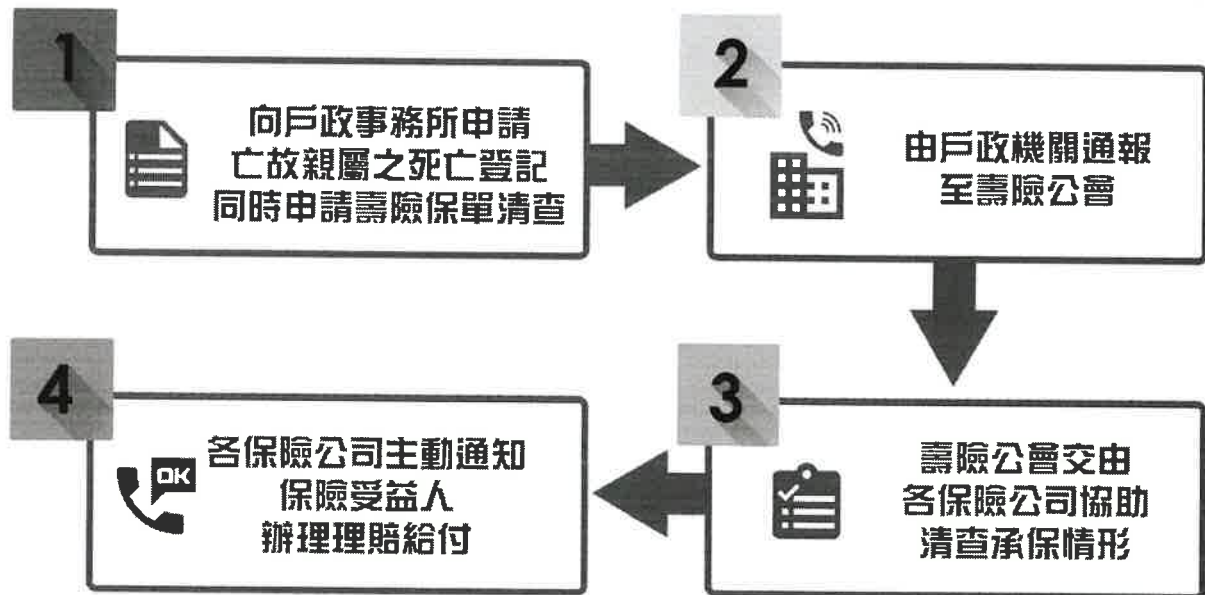 1
向戶政事務所申請
亡故親屬之死亡登記
同時申請壽險保單清查
2
由戶政機關通報
至壽險公會
3
壽險公會交由
各保險公司協助
清查承保情形
4
OK
各保險公司主動通知
保險受益人
辦理理賠給付